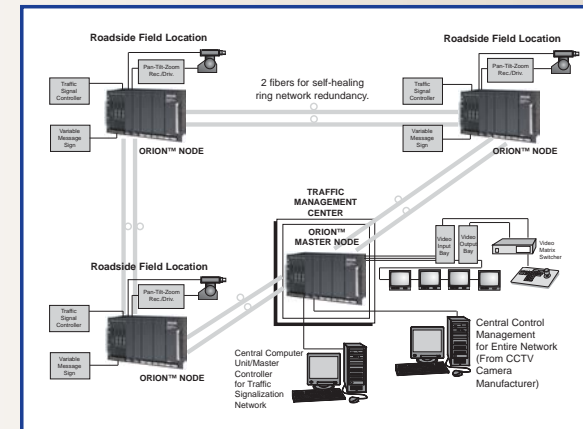 Roadside Field Location
Pan-Tilt-Zoom
Rec./Driv.
Traffic
Signal
Controller
Variable
Message
Sign
ORION™ NODE
2 fibers for self-healing
ring network redundancy.
Roadside Field Location
Pan-Tilt-Zoom
Rec./Driv.
Traffic
Signal
Controller
Variable
Message
Sign
ORION™ NODE
TRAFFIC
MANAGEMENT
CENTER
ORION™
MASTER NODE
Video
Input
Bay
Video
Output
Bay
Video
Matrix
Switcher
Roadside Field Location
Pan-Tilt-Zoom
Rec./Driv.
Traffic
Signal
Controller
Variable
Message
Sign
ORION™ NODE
Central Computer
Unit/Master
Controller
for Traffic
Signalization
Network
Central Control
Management
for Entire Network
(From CCTV
Camera
Manufacturer)